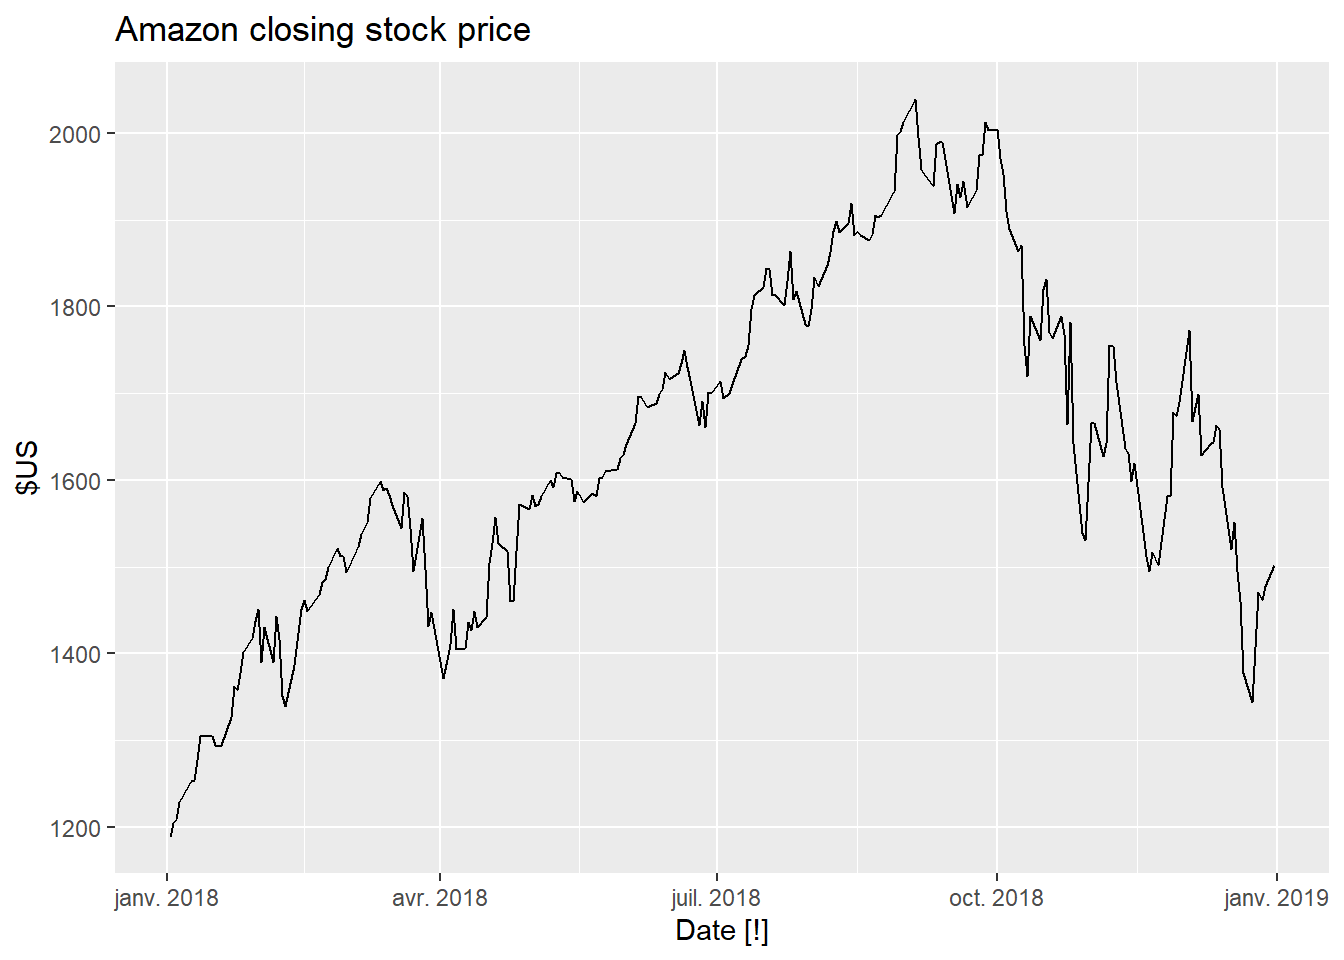 Amazon closing stock price
$US
2000
1800
1600
1400
1200
janv. 2018 avr. 2018 juil. 2018 oct. 2018 janv. 2019
Date [!]